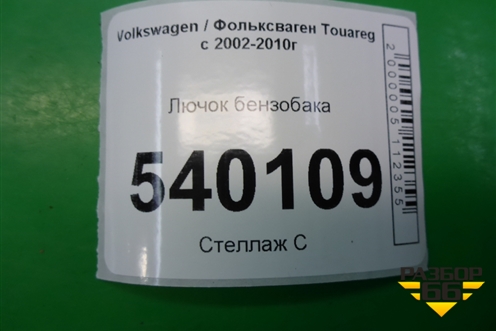 Volkswagen / Фольксваген Touareg
с 2002-2010г
Лючок бензобака
540109
Стеллаж С
2000005112355
РАЗБОР
66